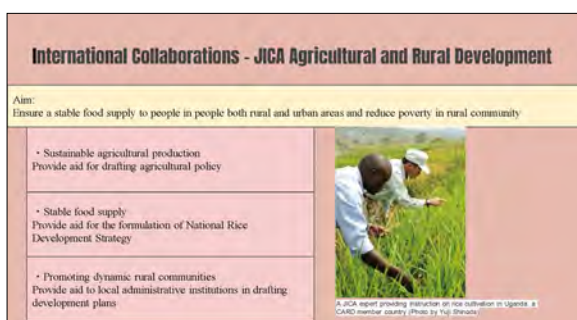 International Collaborations - JICA Agricultural and Rural Development
Aim:
Ensure a stable food supply to people in people both rural and urban areas and reduce poverty in rural community
・Sustainable agricultural production
Provide aid for drafting agricultural policy
・Stable food supply
Provide aid for the formulation of National Rice
Development Strategy
・Promoting dynamic rural communities
Provide aid to local administrative institutions in drafting
development plans
A JICA expert providing instruction on rice cultivation in Uganda, a
CARD member country (Photo by Yuji Shinoda)